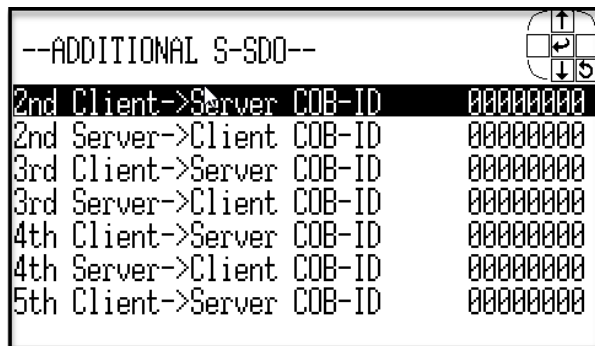 --ADDITIONAL S-SDO--
2nd Client->Server COB-ID 00000000
2nd Server->Client COB-ID 00000000
3rd Client->Server COB-ID 00000000
3rd Server->Client COB-ID 00000000
4th Client->Server COB-ID 00000000
4th Server->Client COB-ID 00000000
5th Client->Server COB-ID 00000000